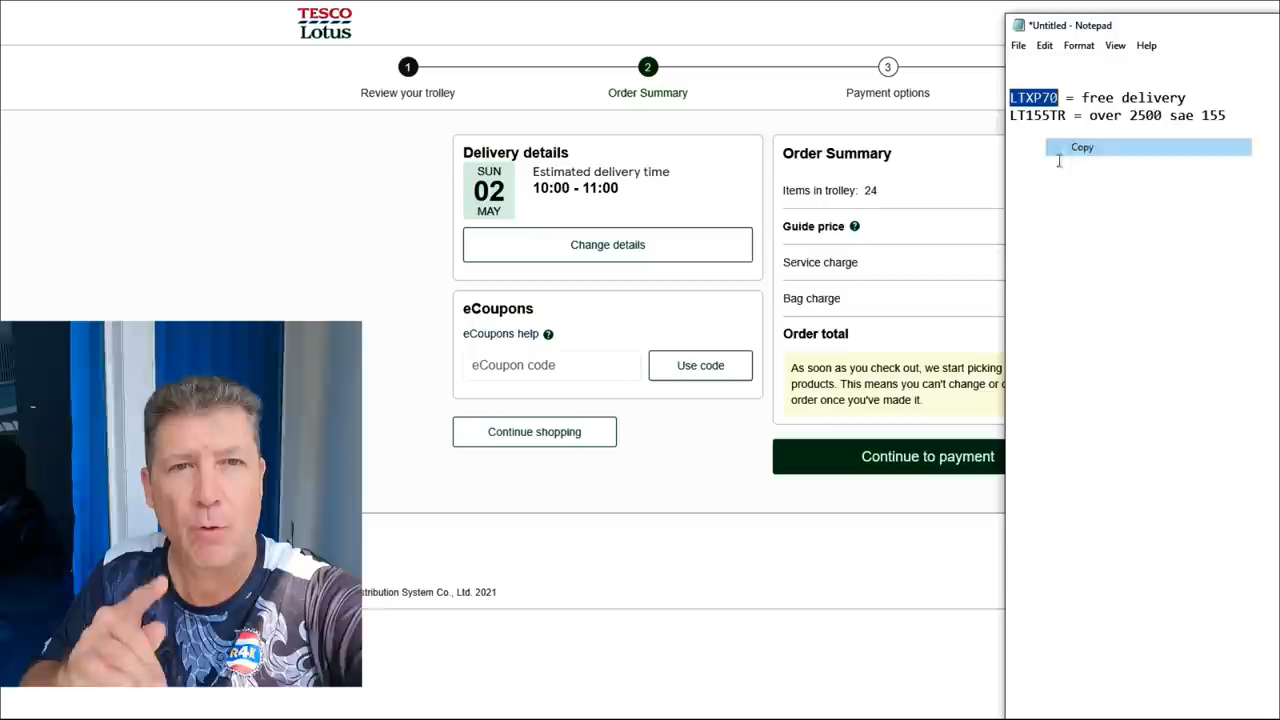 TESCO
Lotus
1
2
3
Review your trolley
Order Summary
Payment options
Delivery details
SUN
02
MAY
Estimated delivery time
10:00 - 11:00
Change details
eCoupons
eCoupons help ?
eCoupon code
Use code
Continue shopping
Order Summary
Items in trolley: 24
Guide price ?
Service charge
Bag charge
Order total
As soon as you check out, we start picking
products. This means you can't change or c
order once you've made it.
Continue to payment
stribution System Co., Ltd. 2021
*Untitled - Notepad
File Edit Format View Help
LTXP70 = free delivery
LT155TR = over 2500 sae 155
Copy
R4K